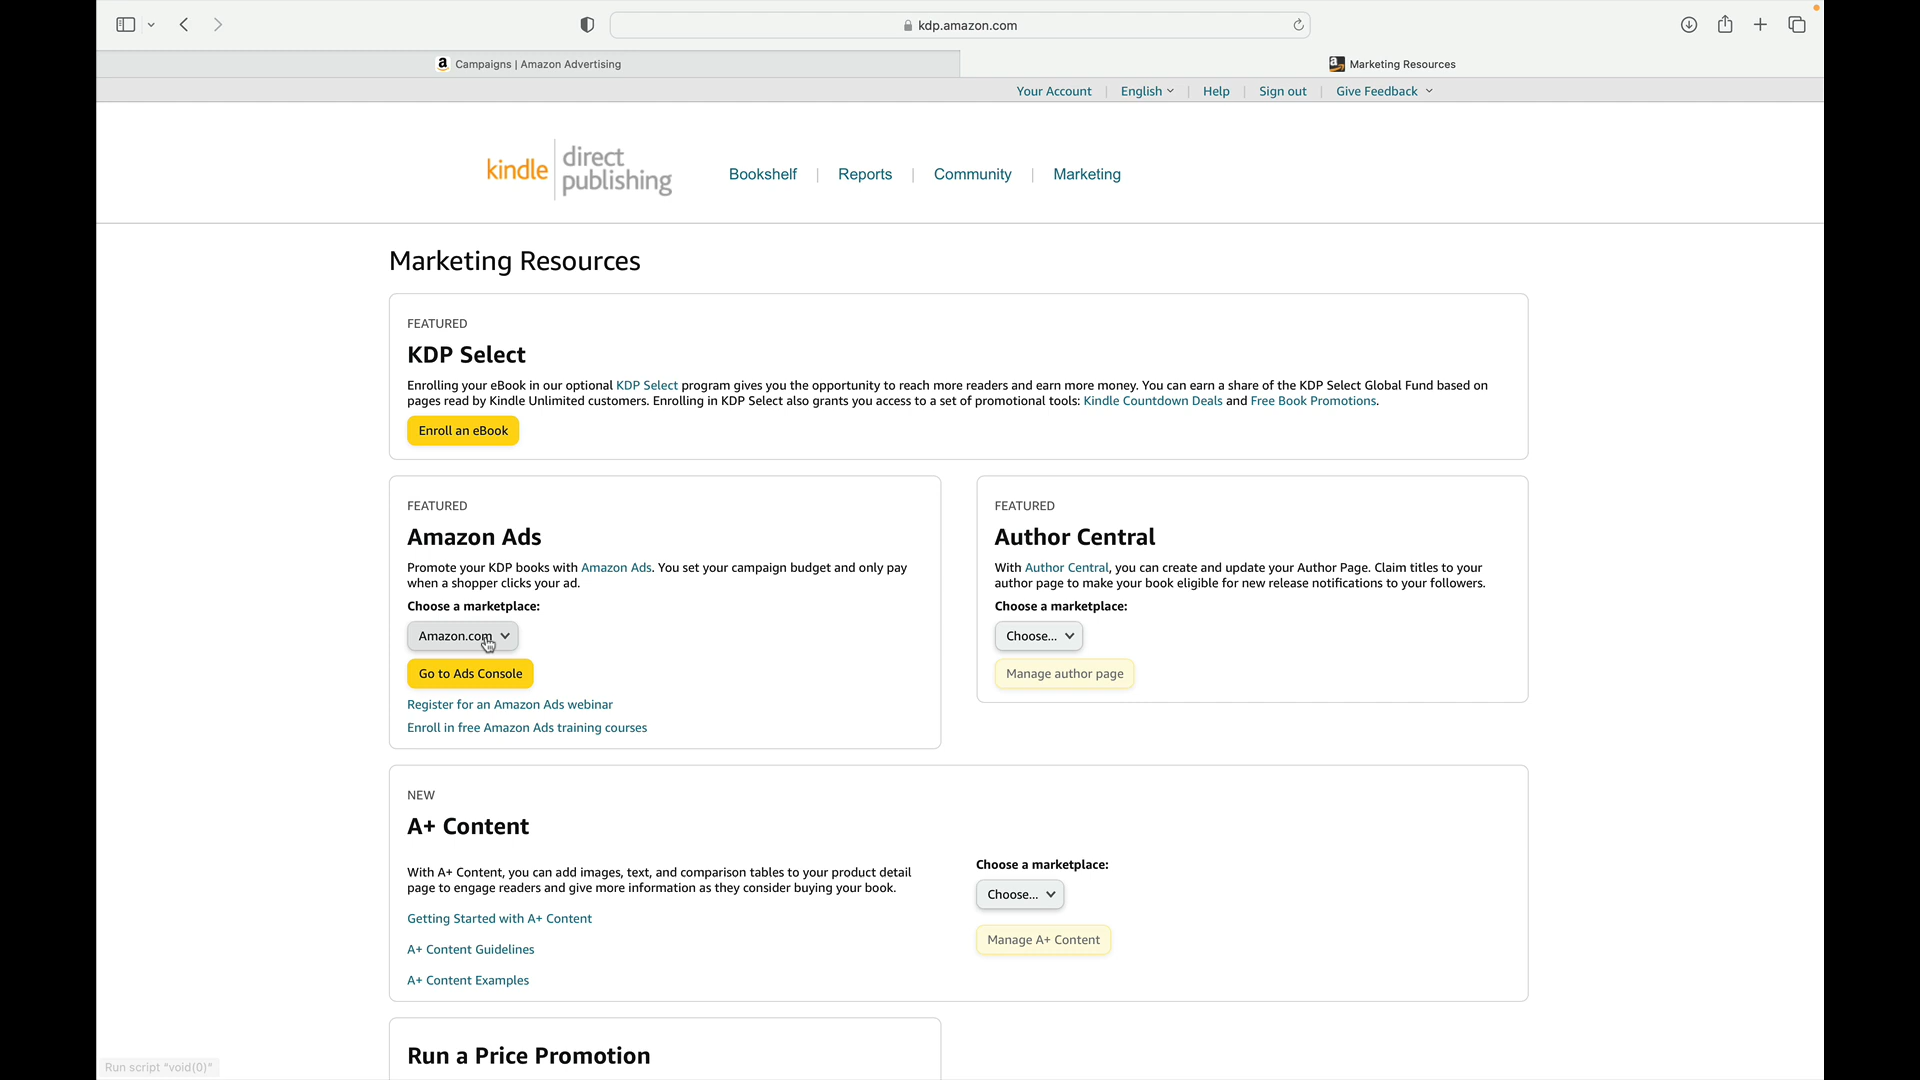 kdp.amazon.com
Campaigns | Amazon Advertising
Marketing Resources
Your Account | English | Help | Sign out | Give Feedback
kindle direct publishing
Bookshelf | Reports | Community | Marketing
Marketing Resources
FEATURED
KDP Select
Enrolling your eBook in our optional KDP Select program gives you the opportunity to reach more readers and earn more money. You can earn a share of the KDP Select Global Fund based on
pages read by Kindle Unlimited customers. Enrolling in KDP Select also grants you access to a set of promotional tools: Kindle Countdown Deals and Free Book Promotions.
Enroll an eBook
FEATURED
Amazon Ads
Promote your KDP books with Amazon Ads. You set your campaign budget and only pay
when a shopper clicks your ad.
Choose a marketplace:
Amazon.com
Go to Ads Console
Register for an Amazon Ads webinar
Enroll in free Amazon Ads training courses
FEATURED
Author Central
With Author Central, you can create and update your Author Page. Claim titles to your
author page to make your book eligible for new release notifications to your followers.
Choose a marketplace:
Choose...
Manage author page
NEW
A+ Content
With A+ Content, you can add images, text, and comparison tables to your product detail
page to engage readers and give more information as they consider buying your book.
Getting Started with A+ Content
A+ Content Guidelines
A+ Content Examples
Choose a marketplace:
Choose...
Manage A+ Content
Run a Price Promotion
Run script "void(0)"